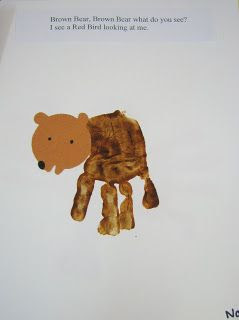 Brown Bear, Brown Bear what do you see?
I see a Red Bird looking at me.